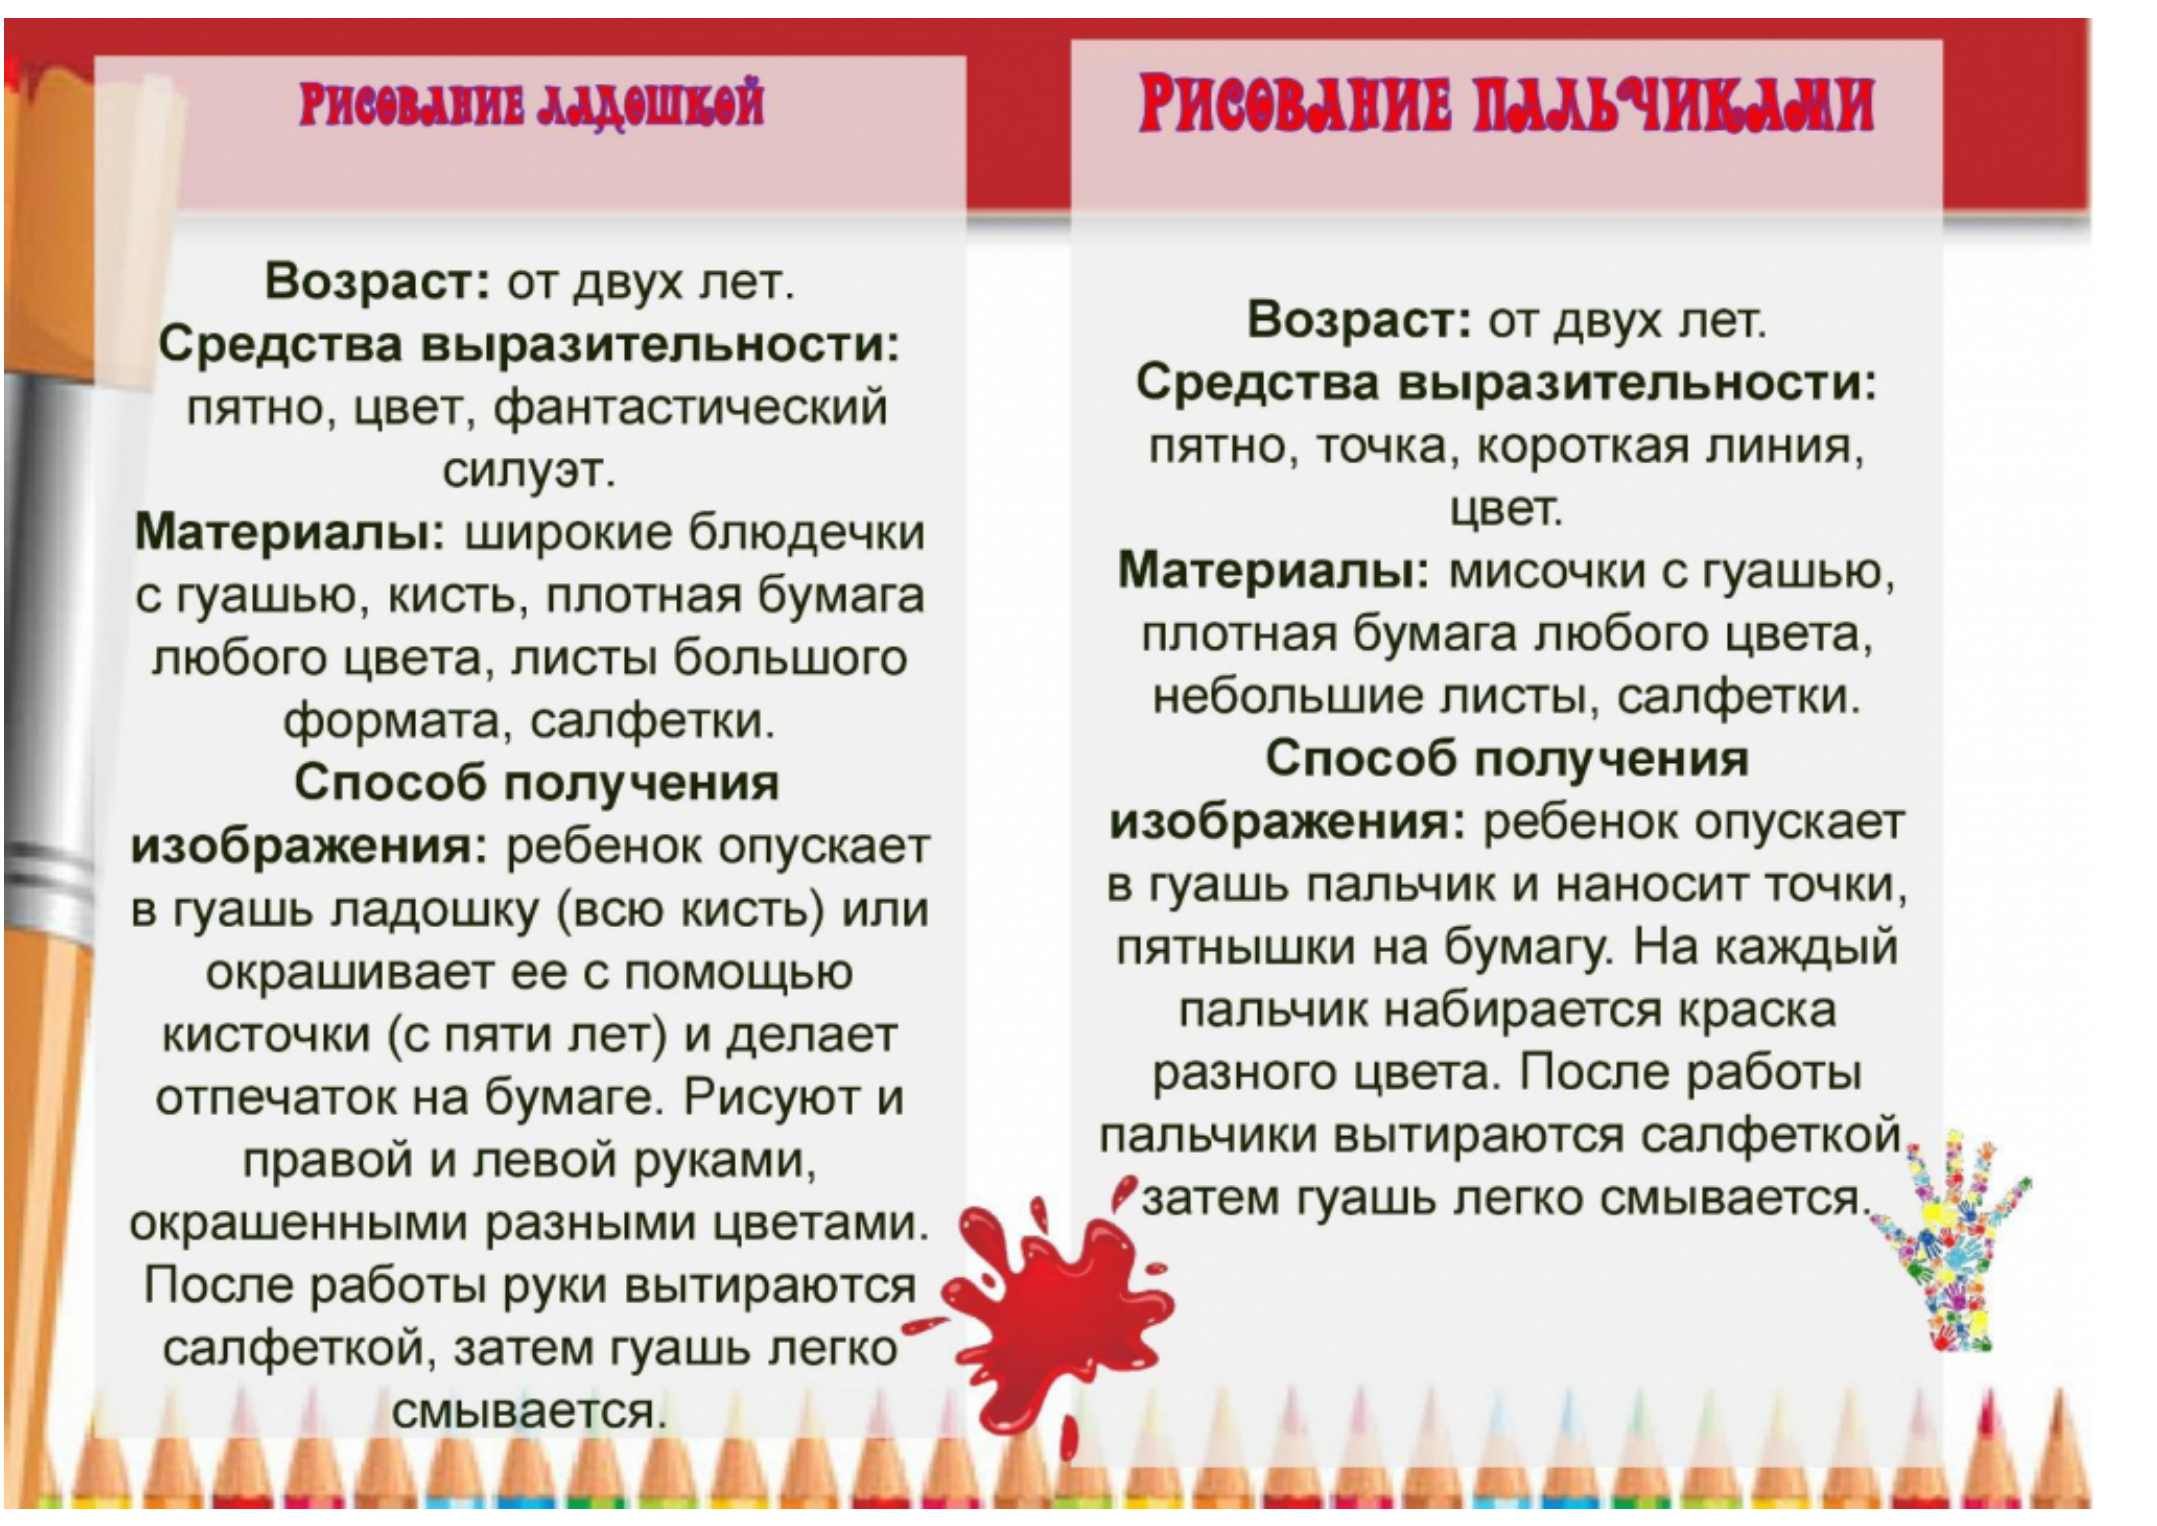 Рисование ладошкой
Возраст: от двух лет.
Средства выразительности:
пятно, цвет, фантастический
силуэт.
Материалы: широкие блюдечки
с гуашью, кисть, плотная бумага
любого цвета, листы большого
формата, салфетки.
Способ получения
изображения: ребенок опускает
в гуашь ладошку (всю кисть) или
окрашивает ее с помощью
кисточки (с пяти лет) и делает
отпечаток на бумаге. Рисуют и
правой и левой руками,
окрашенными разными цветами.
После работы руки вытираются
салфеткой, затем гуашь легко
смывается.
Рисование пальчиками
Возраст: от двух лет.
Средства выразительности:
пятно, точка, короткая линия,
цвет.
Материалы: мисочки с гуашью,
плотная бумага любого цвета,
небольшие листы, салфетки.
Способ получения
изображения: ребенок опускает
в гуашь пальчик и наносит точки,
пятнышки на бумагу. На каждый
пальчик набирается краска
разного цвета. После работы
пальчики вытираются салфеткой,
затем гуашь легко смывается.